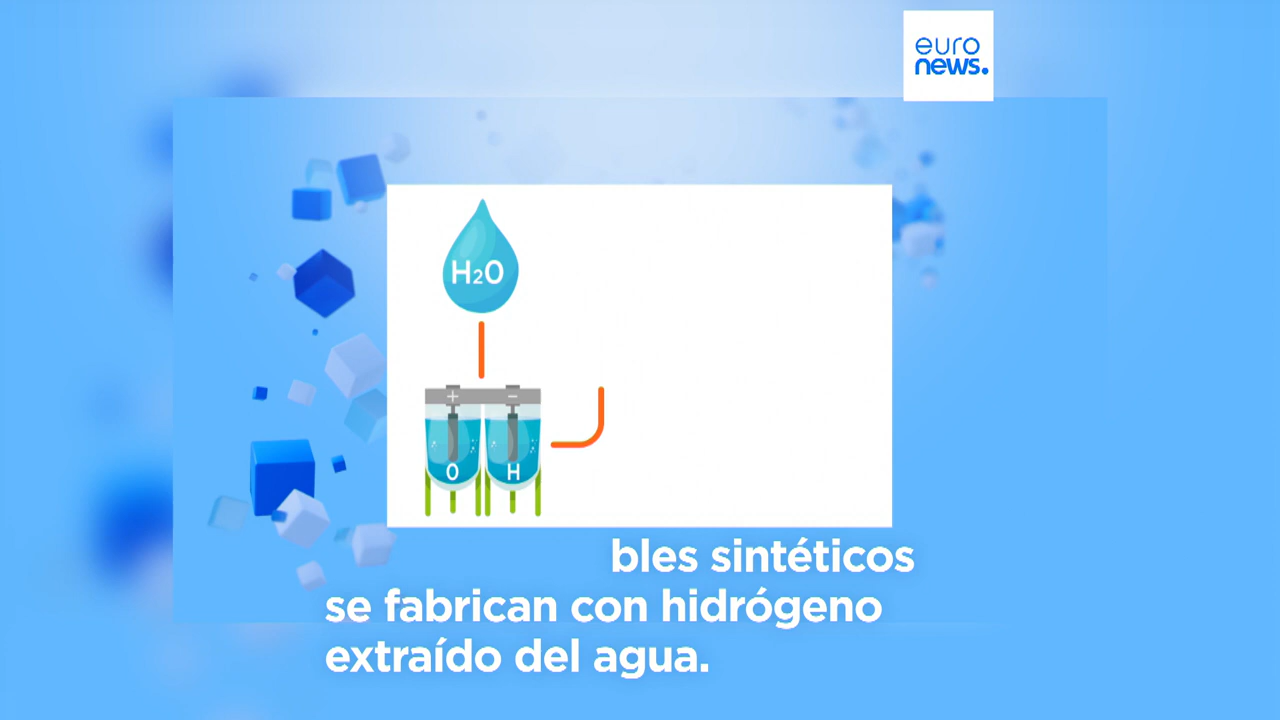 euro
news.
H₂O
+ −
O H
bles sintéticos
se fabrican con hidrógeno
extraído del agua.